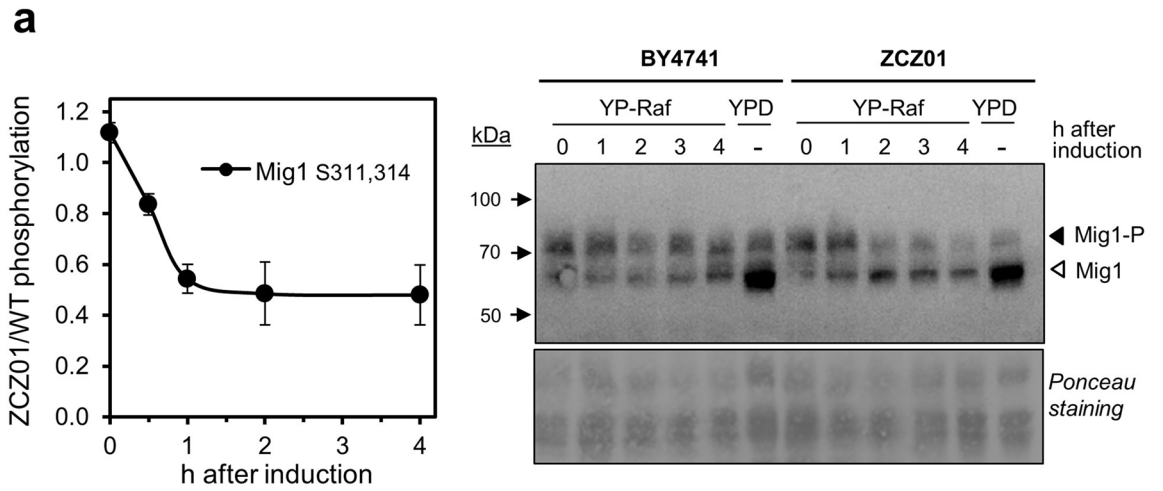 a
ZCZ01/WT phosphorylation
1.2
1.0
0.8
0.6
0.4
0.2
0.0
Mig1 S311,314
0 1 2 3 4
h after induction
BY4741 ZCZ01
YP-Raf YPD YP-Raf YPD
kDa 0 1 2 3 4 - 0 1 2 3 4 - h after
induction
100
70
50
Mig1-P
Mig1
Ponceau
staining